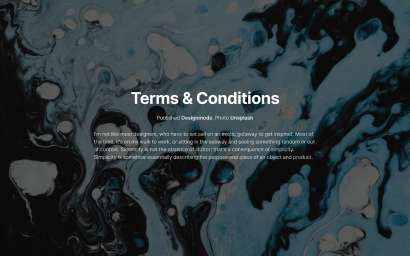 Terms & Conditions
Published Designmodo. Photo Unsplash
I'm not like most designers, who have to set sail on an exotic getaway to get inspired. Most of
the time, it's on my walk to work, or sitting in the subway and seeing something random or out
of context. Simplicity is not the absence of clutter, that's a consequence of simplicity.
Simplicity is somehow essentially describing the purpose and place of an object and product.